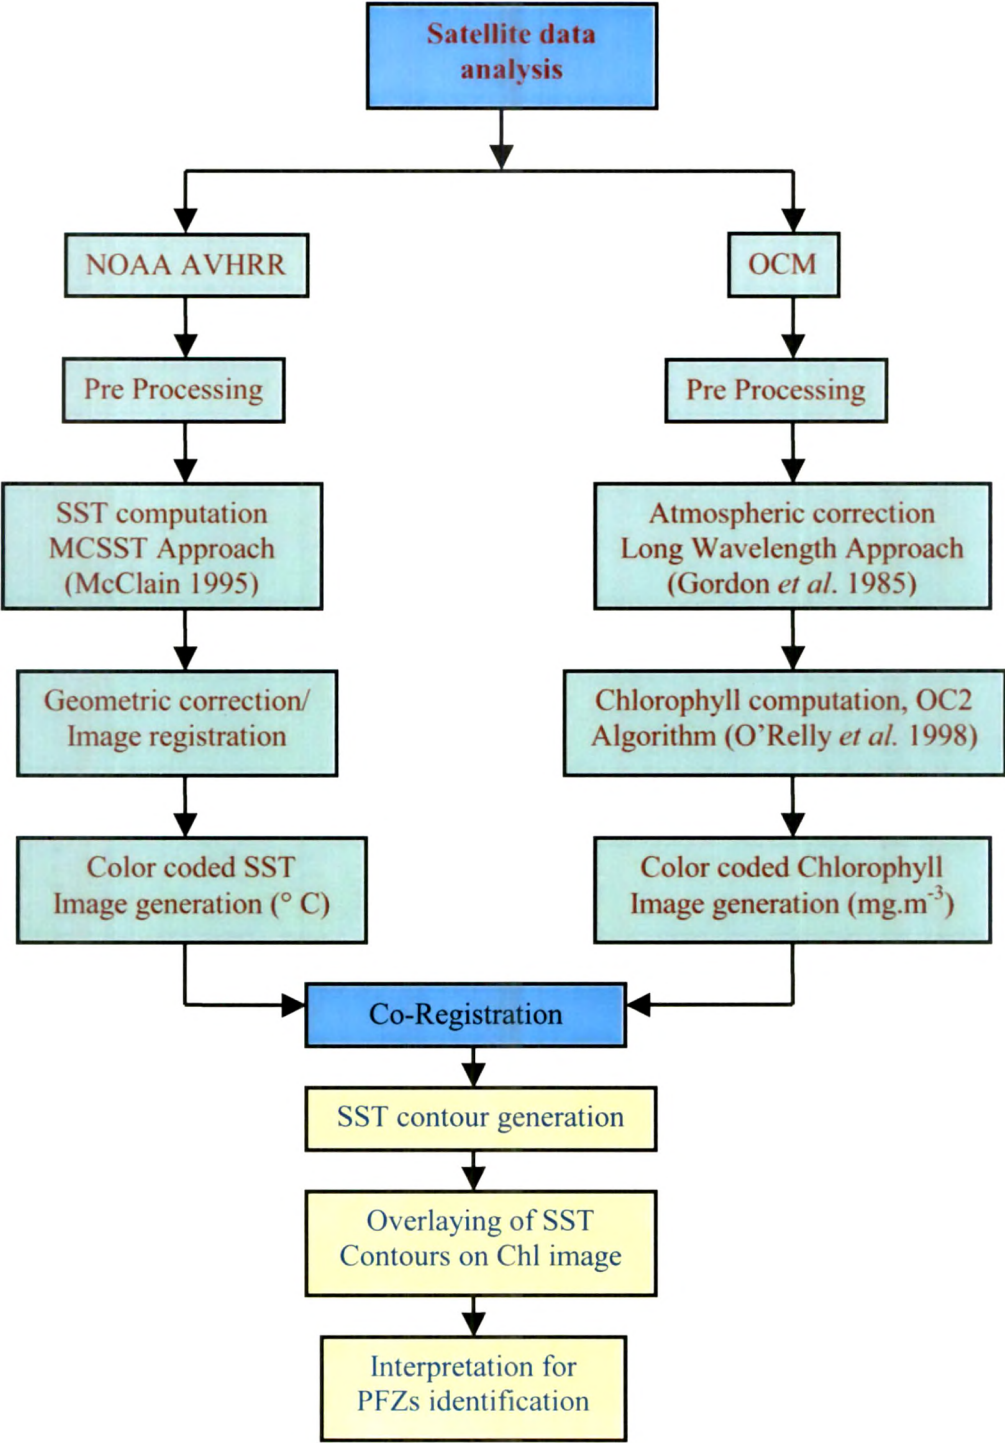 Satellite data
analysis
NOAA AVHRR
Pre Processing
SST computation
MCSST Approach
(McClain 1995)
Geometric correction/
Image registration
Color coded SST
Image generation (° C)
OCM
Pre Processing
Atmospheric correction
Long Wavelength Approach
(Gordon et al. 1985)
Chlorophyll computation, OC2
Algorithm (O'Relly et al. 1998)
Color coded Chlorophyll
Image generation (mg.m⁻³)
Co-Registration
SST contour generation
Overlaying of SST
Contours on Chl image
Interpretation for
PFZs identification